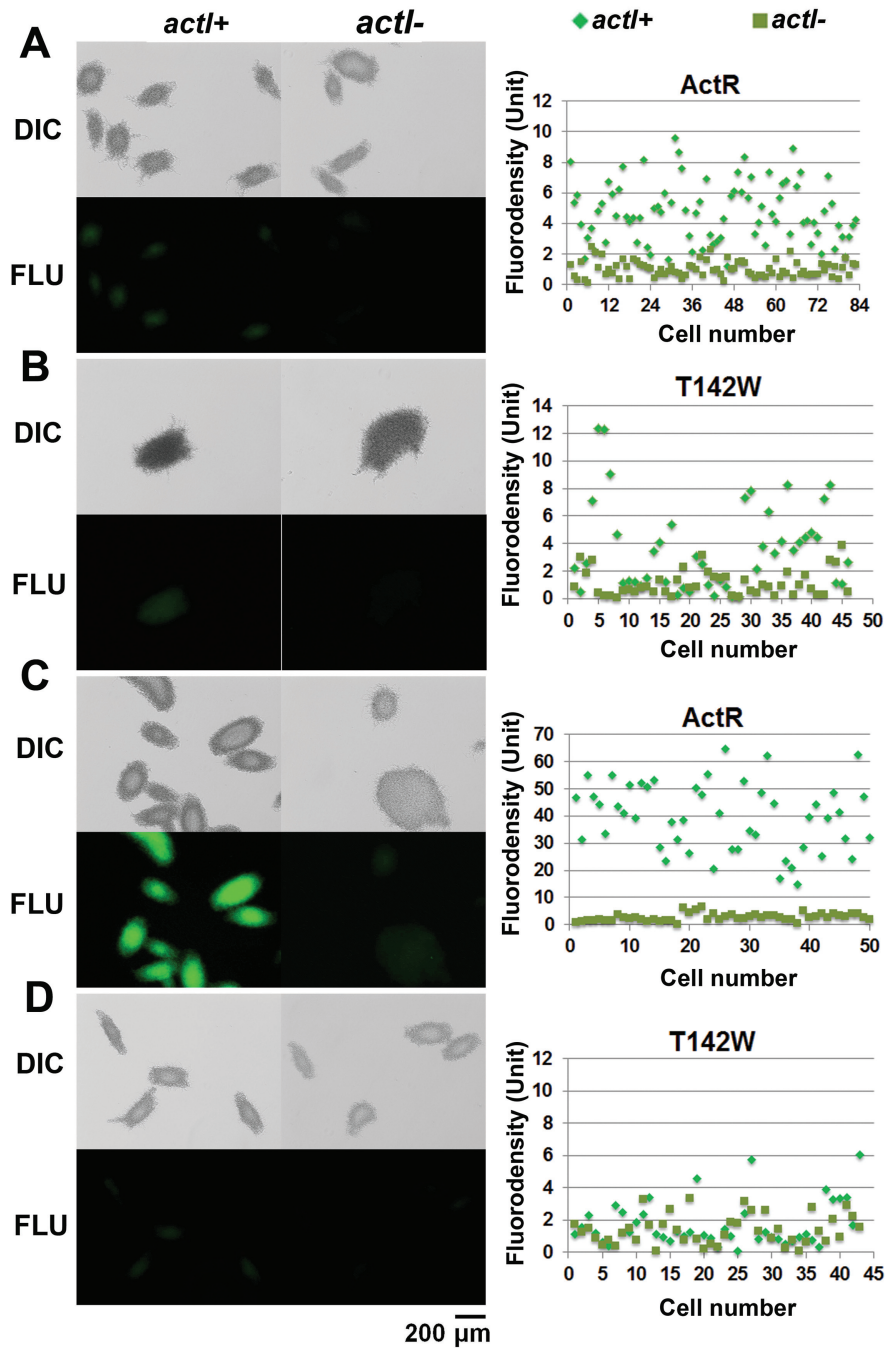 actI+ actI- actI+ actI-
A
DIC
FLU
ActR
Fluorodensity (Unit)
12
10
8
6
4
2
0
0 12 24 36 48 60 72 84
Cell number
B
DIC
FLU
T142W
Fluorodensity (Unit)
14
12
10
8
6
4
2
0
0 5 10 15 20 25 30 35 40 45 50
Cell number
C
DIC
FLU
ActR
Fluorodensity (Unit)
70
60
50
40
30
20
10
0
0 10 20 30 40 50
Cell number
D
DIC
FLU
T142W
Fluorodensity (Unit)
12
10
8
6
4
2
0
0 5 10 15 20 25 30 35 40 45
Cell number
200 µm